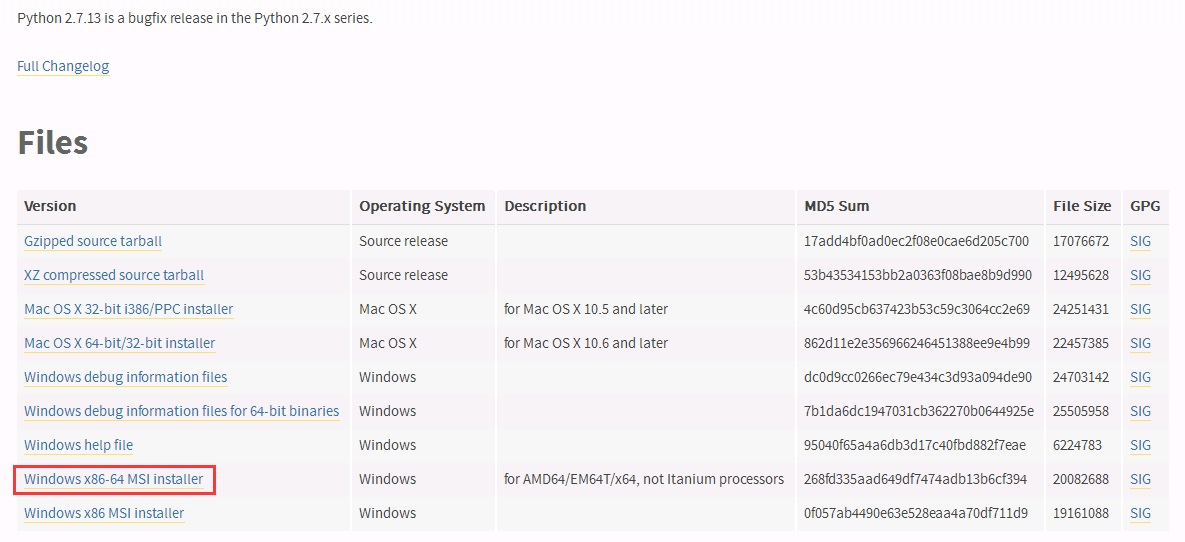 Python 2.7.13 is a bugfix release in the Python 2.7.x series.
Full Changelog
Files
Version Operating System Description MD5 Sum File Size GPG
Gzipped source tarball Source release 17add4bf0ad0ec2f08e0cae6d205c700 17076672 SIG
XZ compressed source tarball Source release 53b43534153bb2a0363f08bae8b9d990 12495628 SIG
Mac OS X 32-bit i386/PPC installer Mac OS X for Mac OS X 10.5 and later 4c60d95cb637423b53c59c3064cc2e69 24251431 SIG
Mac OS X 64-bit/32-bit installer Mac OS X for Mac OS X 10.6 and later 862d11e2e356966246451388ee9e4b99 22457385 SIG
Windows debug information files Windows dc0d9cc0266ec79e434c3d93a094de90 24703142 SIG
Windows debug information files for 64-bit binaries Windows 7b1da6dc1947031cb362270b0644925e 25505958 SIG
Windows help file Windows 95040f65a4a6db3d17c40fbd882f7eae 6224783 SIG
Windows x86-64 MSI installer Windows for AMD64/EM64T/x64, not Itanium processors 268fd335aad649df7474adb13b6cf394 20082688 SIG
Windows x86 MSI installer Windows 0f057ab4490e63e528eaa4a70df711d9 19161088 SIG